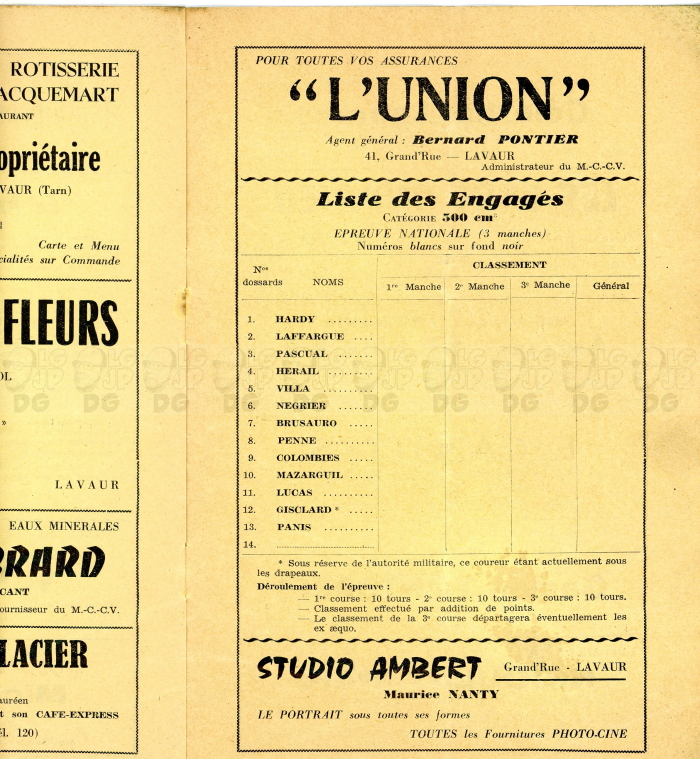 ROTISSERIE
ACQUEMART
AURANT
opriétaire
VAUR (Tarn)
Carte et Menu
cialités sur Commande
FLEURS
OL
»
LAVAUR
EAUX MINERALES
RRARD
CANT
ournisseur du M.-C.-C.V.
LACIER
auréen
t son CAFE-EXPRESS
él. 120)
POUR TOUTES VOS ASSURANCES
“L'UNION”
Agent général : Bernard PONTIER
41, Grand'Rue — LAVAUR
Administrateur du M.-C.-C.V.
Liste des Engagés
CATÉGORIE 500 cm³
EPREUVE NATIONALE (3 manches)
Numéros blancs sur fond noir
CLASSEMENT
Nos dossards NOMS 1re Manche 2e Manche 3e Manche Général
1. HARDY .........
2. LAFFARGUE ....
3. PASCUAL .......
4. HERAIL ........
5. VILLA ..........
6. NEGRIER .......
7. BRUSAURO .....
8. PENNE ..........
9. COLOMBIES .....
10. MAZARGUIL .....
11. LUCAS ..........
12. GISCLARD * .....
13. PANIS ..........
14. ..............................
* Sous réserve de l'autorité militaire, ce coureur étant actuellement sous
les drapeaux.
Déroulement de l'épreuve :
— 1re course : 10 tours - 2e course : 10 tours - 3e course : 10 tours.
— Classement effectué par addition de points.
— Le classement de la 3e course départagera éventuellement les
ex æquo.
STUDIO AMBERT Grand'Rue - LAVAUR
Maurice NANTY
LE PORTRAIT sous toutes ses formes
TOUTES les Fournitures PHOTO-CINE